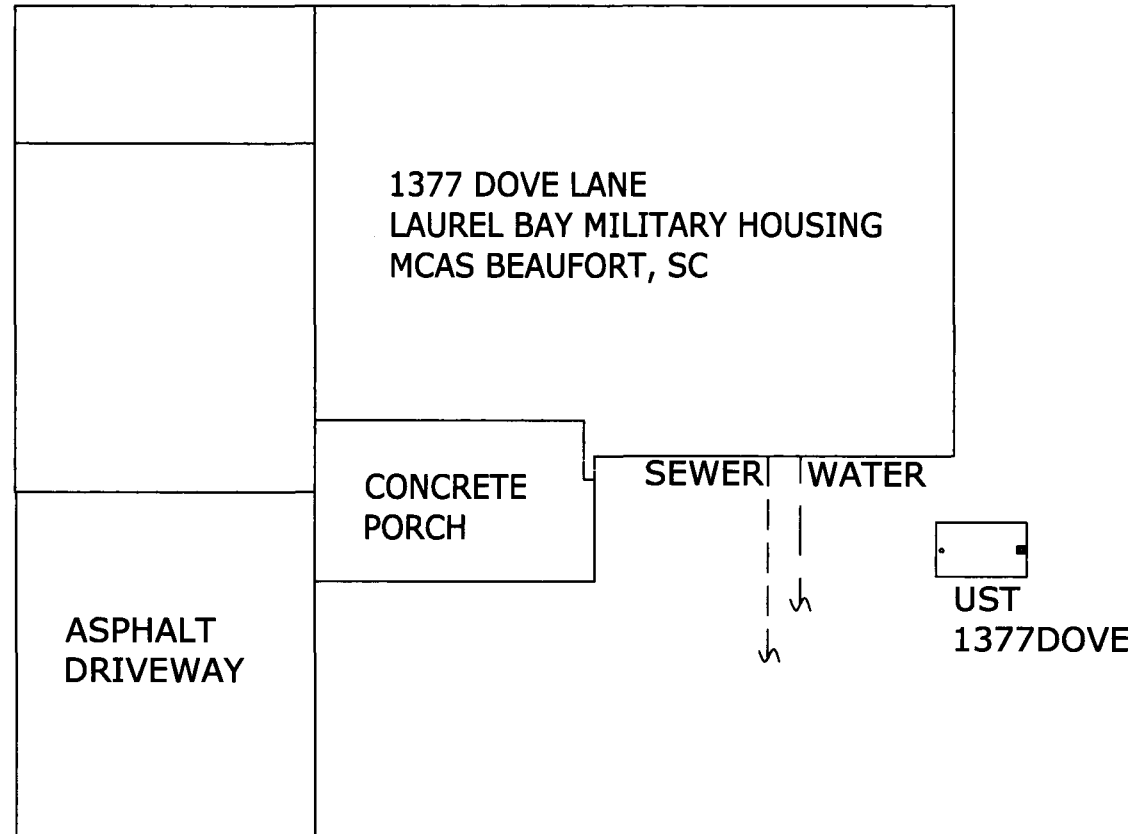 1377 DOVE LANE
LAUREL BAY MILITARY HOUSING
MCAS BEAUFORT, SC
CONCRETE
PORCH
SEWER
WATER
UST
1377DOVE
ASPHALT
DRIVEWAY